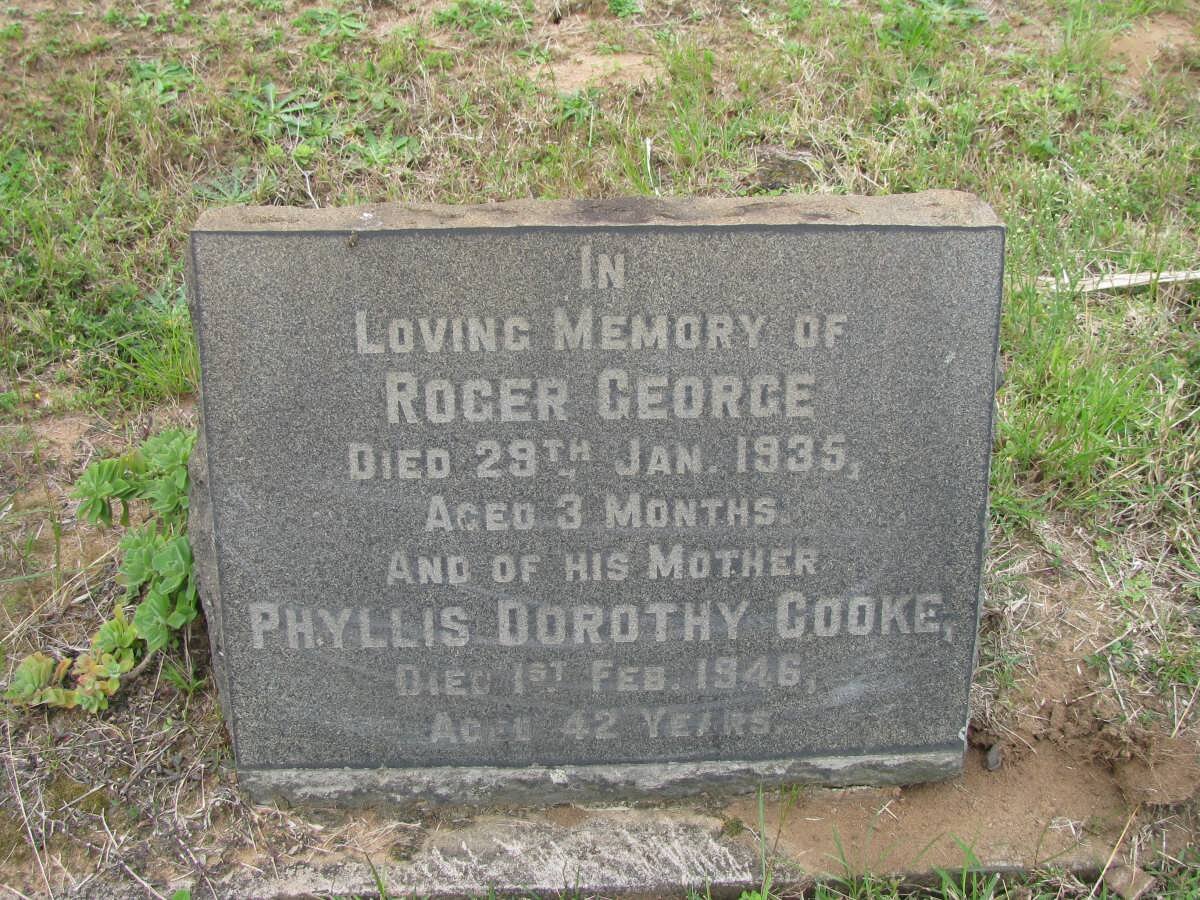 IN
LOVING MEMORY OF
ROGER GEORGE
DIED 29TH JAN. 1935,
AGED 3 MONTHS.
AND OF HIS MOTHER
PHYLLIS DOROTHY COOKE,
DIED 1ST FEB. 1946,
AGED 42 YEARS.